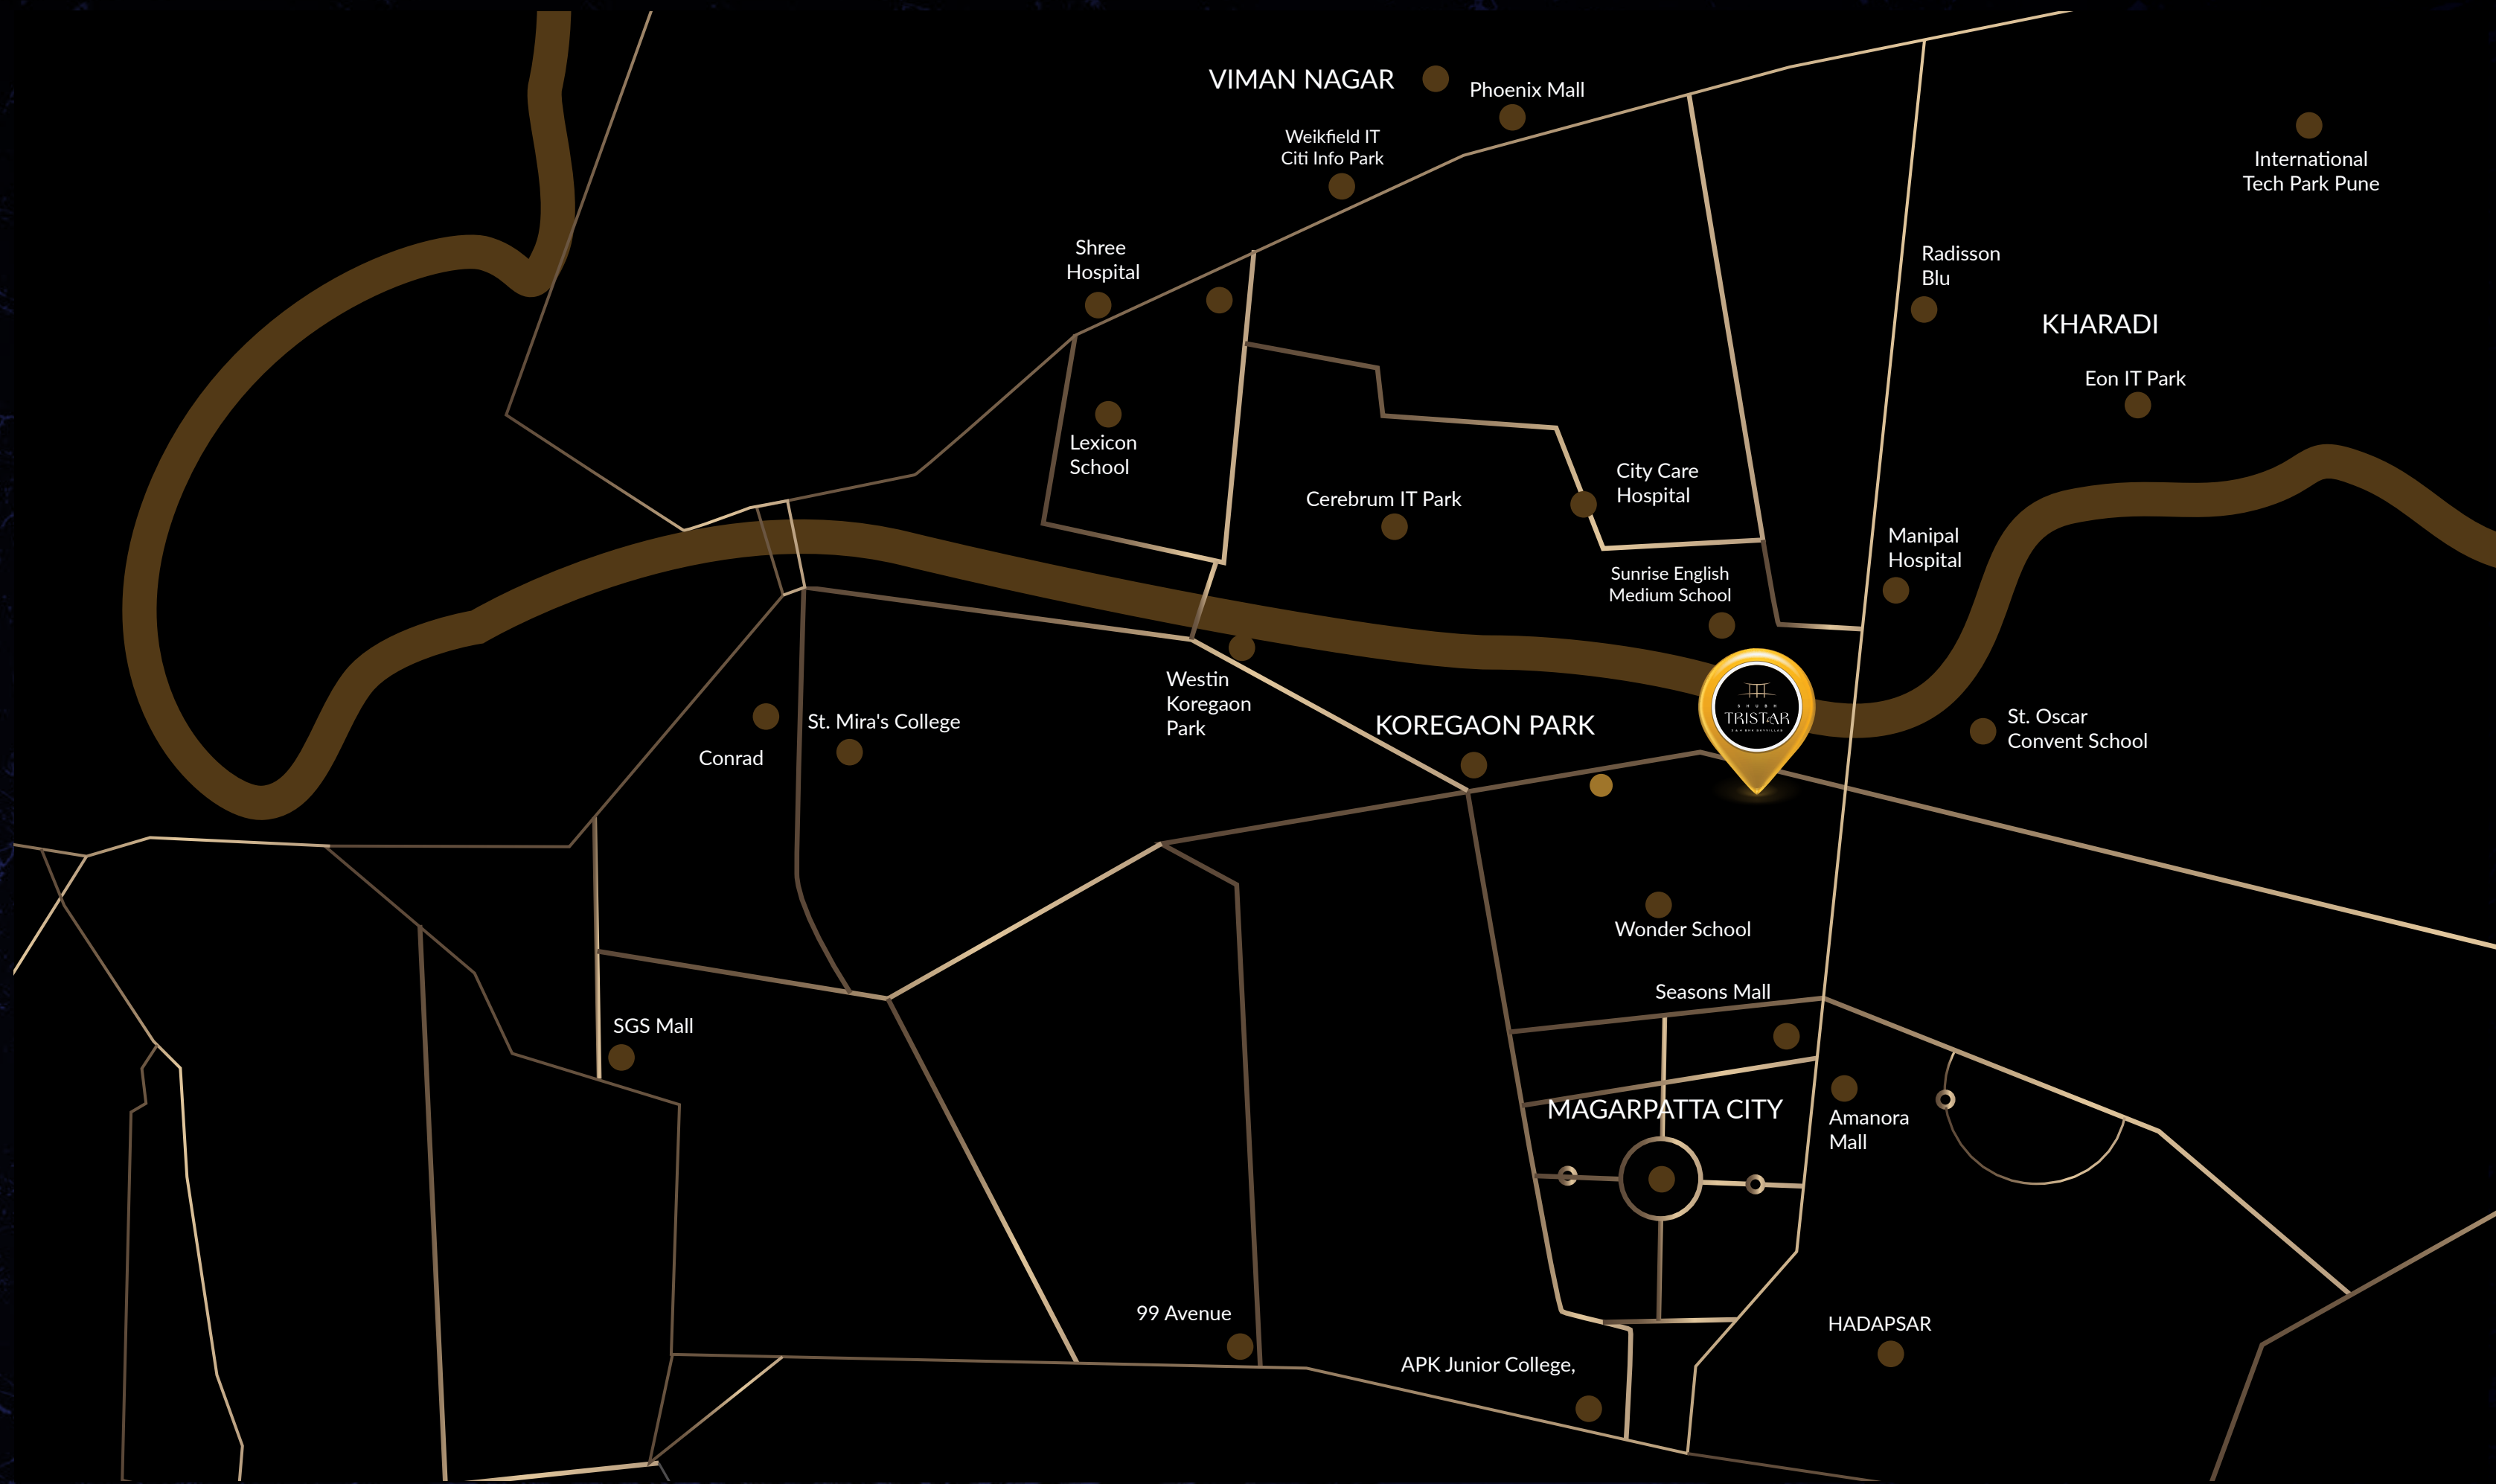 VIMAN NAGAR
Phoenix Mall
Weikfield IT
Citi Info Park
International
Tech Park Pune
Shree
Hospital
Radisson
Blu
KHARADI
Eon IT Park
Lexicon
School
City Care
Hospital
Cerebrum IT Park
Manipal
Hospital
Sunrise English
Medium School
Westin
Koregaon
Park
SHUBH
TRISTAR
St. Mira's College
Conrad
KOREGAON PARK
St. Oscar
Convent School
Wonder School
Seasons Mall
SGS Mall
MAGARPATTA CITY
Amanora
Mall
99 Avenue
HADAPSAR
APK Junior College,